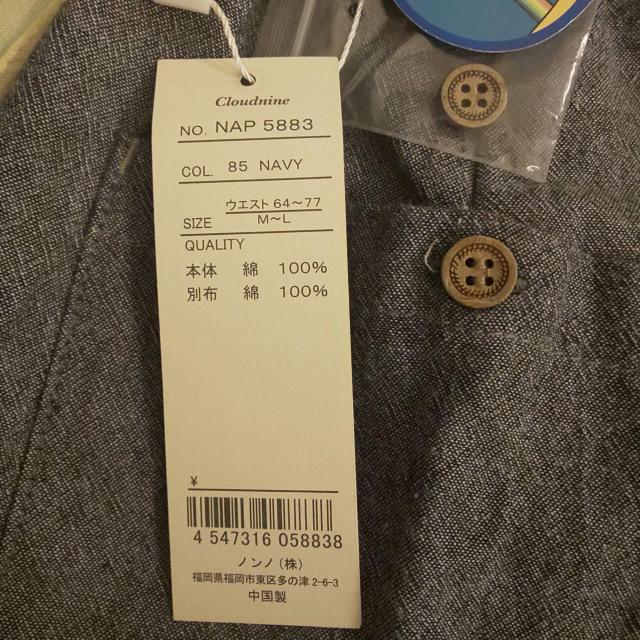 Cloudnine
NO. NAP 5883
COL. 85 NAVY
SIZE ウエスト 64～77
M～L
QUALITY
本体 綿 100%
別布 綿 100%
¥
4 547316 058838
ノンノ(株)
福岡県福岡市東区多の津 2-6-3
中国製